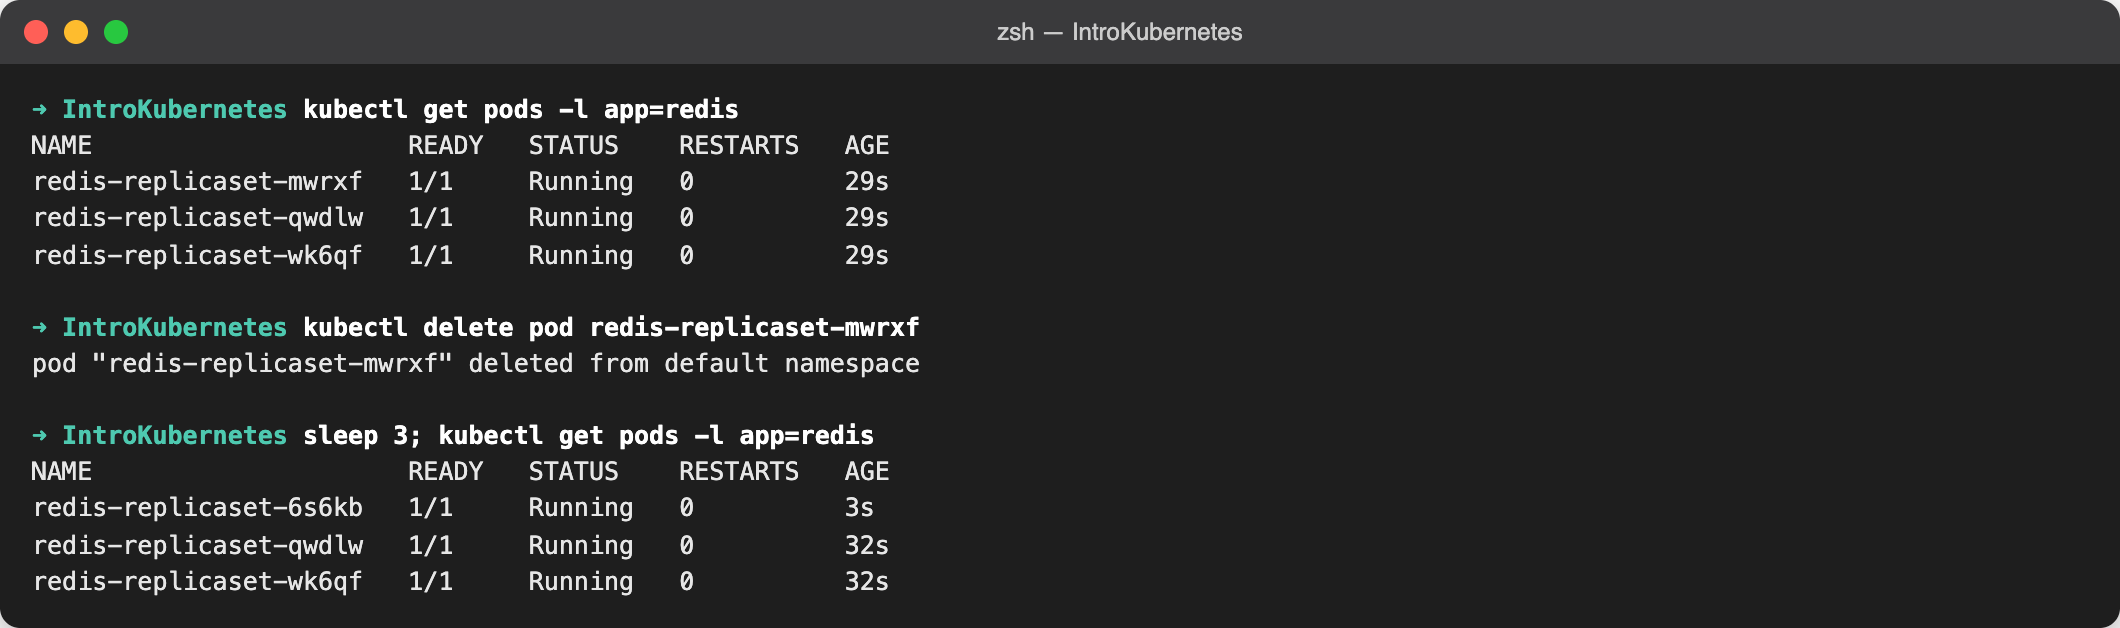 zsh — IntroKubernetes
→ IntroKubernetes kubectl get pods -l app=redis
NAME                     READY   STATUS    RESTARTS   AGE
redis-replicaset-mwrxf   1/1     Running   0          29s
redis-replicaset-qwdlw   1/1     Running   0          29s
redis-replicaset-wk6qf   1/1     Running   0          29s
→ IntroKubernetes kubectl delete pod redis-replicaset-mwrxf
pod "redis-replicaset-mwrxf" deleted from default namespace
→ IntroKubernetes sleep 3; kubectl get pods -l app=redis
NAME                     READY   STATUS    RESTARTS   AGE
redis-replicaset-6s6kb   1/1     Running   0          3s
redis-replicaset-qwdlw   1/1     Running   0          32s
redis-replicaset-wk6qf   1/1     Running   0          32s